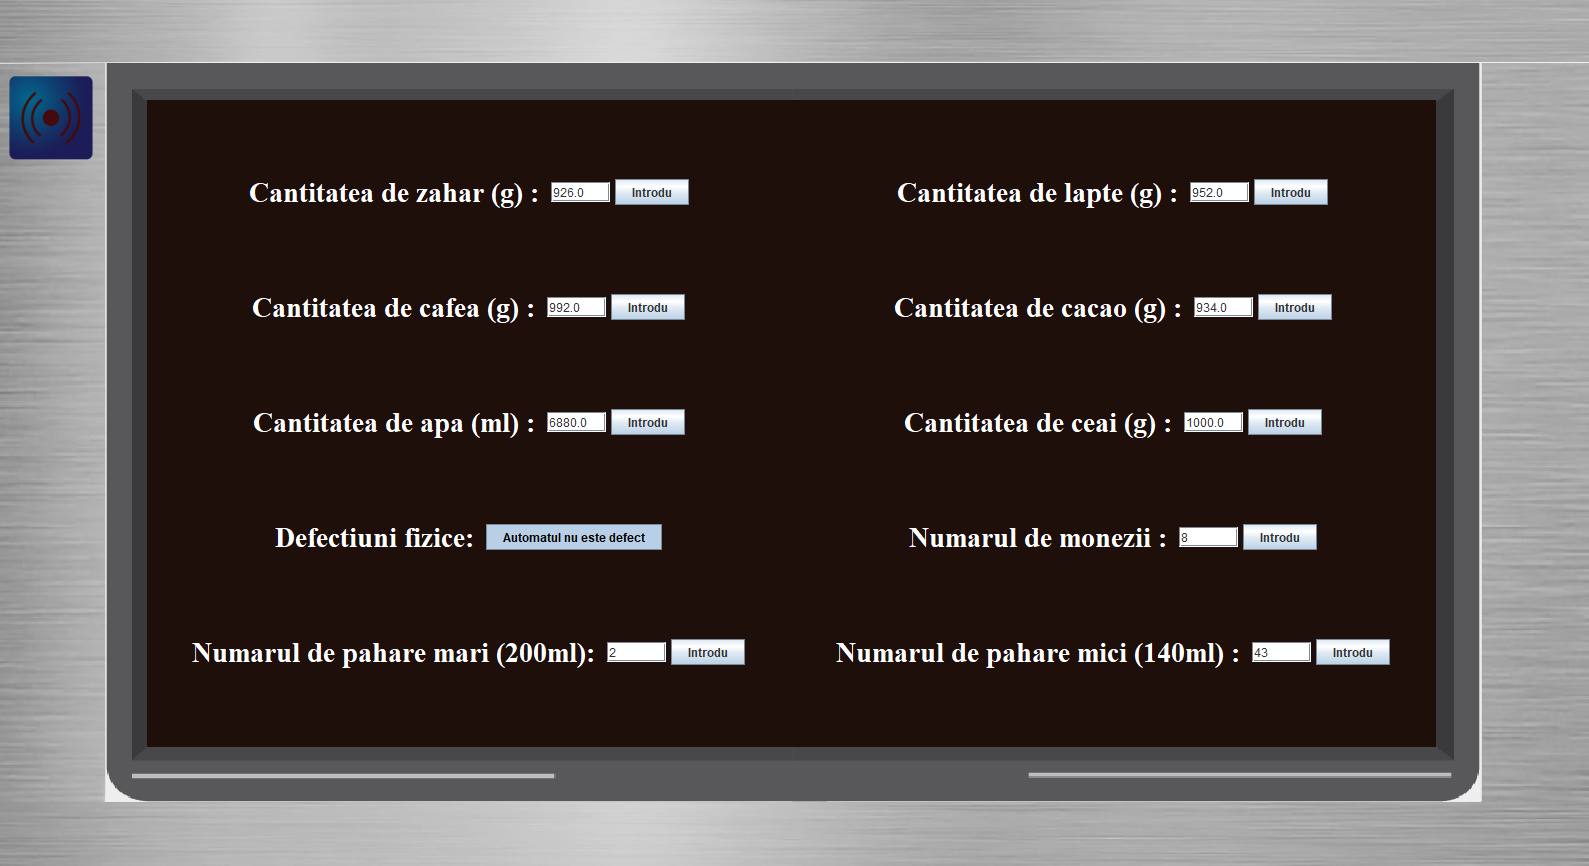 Cantitatea de zahar (g) : 926.0 Introdu
Cantitatea de lapte (g) : 952.0 Introdu
Cantitatea de cafea (g) : 992.0 Introdu
Cantitatea de cacao (g) : 934.0 Introdu
Cantitatea de apa (ml) : 6880.0 Introdu
Cantitatea de ceai (g) : 1000.0 Introdu
Defectiuni fizice: Automatul nu este defect
Numarul de monezii : 8 Introdu
Numarul de pahare mari (200ml): 2 Introdu
Numarul de pahare mici (140ml) : 43 Introdu